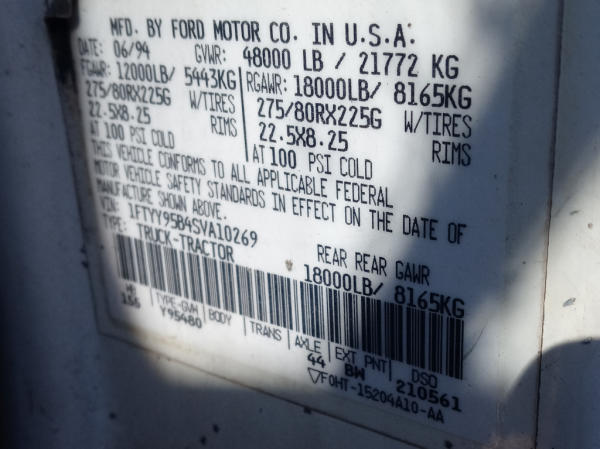 MFD. BY FORD MOTOR CO. IN U.S.A.
DATE: 06/94 GVWR: 48000 LB / 21772 KG
FGAWR: 12000LB/ 5443KG RGAWR: 18000LB/ 8165KG
275/80RX225G W/TIRES 275/80RX225G W/TIRES
22.5X8.25 RIMS 22.5X8.25 RIMS
AT 100 PSI COLD AT 100 PSI COLD
THIS VEHICLE CONFORMS TO ALL APPLICABLE FEDERAL
MOTOR VEHICLE SAFETY STANDARDS IN EFFECT ON THE DATE OF
MANUFACTURE SHOWN ABOVE.
VIN: 1FTYY95B4SVA10269
TYPE: TRUCK-TRACTOR REAR REAR GAWR
18000LB/ 8165KG
WB TYPE-GVW BODY TRANS AXLE EXT PNT DSO
156 Y95480 44 BW 210561
F0HT-15204A10-AA